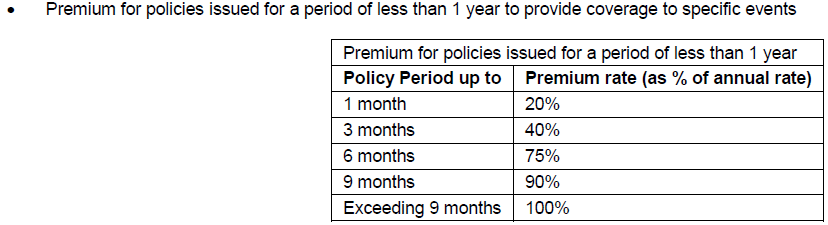 • Premium for policies issued for a period of less than 1 year to provide coverage to specific events
Premium for policies issued for a period of less than 1 year
Policy Period up to Premium rate (as % of annual rate)
1 month 20%
3 months 40%
6 months 75%
9 months 90%
Exceeding 9 months 100%